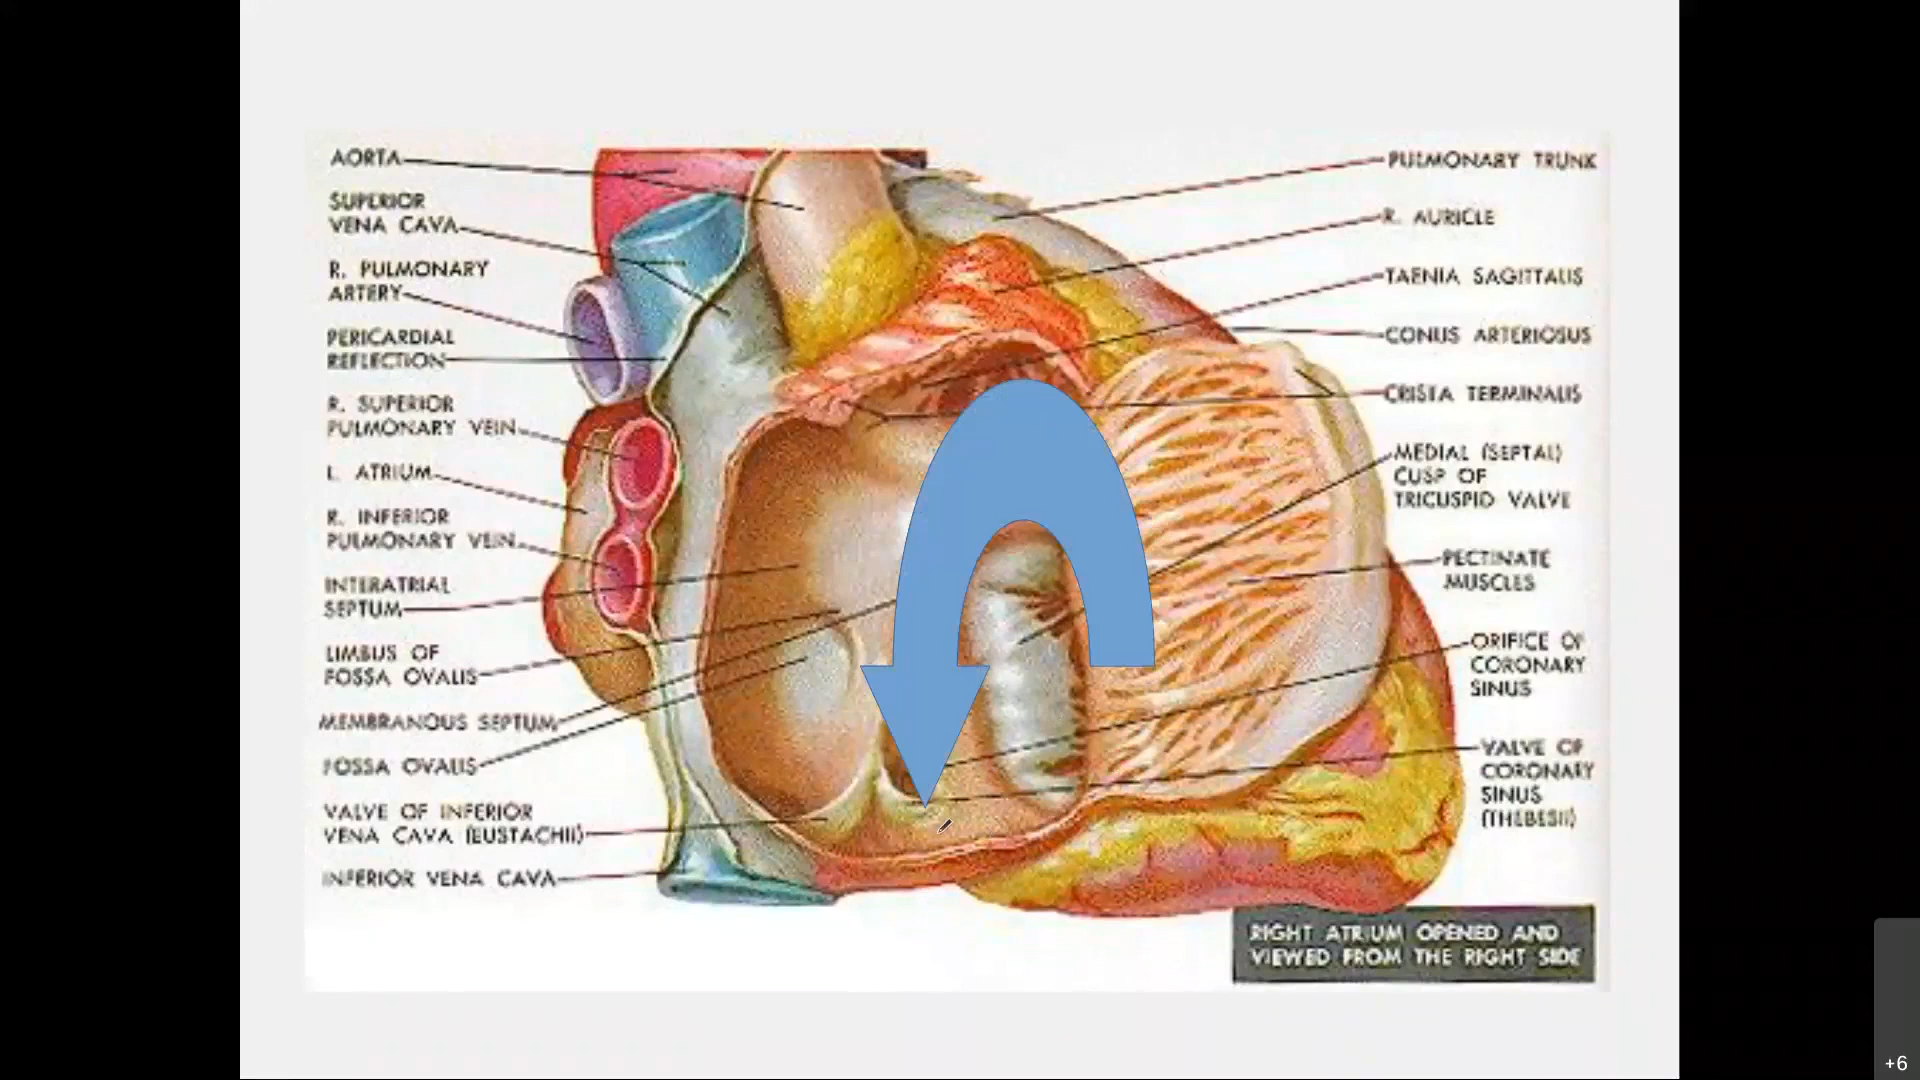 AORTA
SUPERIOR
VENA CAVA
R. PULMONARY
ARTERY
PERICARDIAL
REFLECTION
R. SUPERIOR
PULMONARY VEIN
L. ATRIUM
R. INFERIOR
PULMONARY VEIN
INTERATRIAL
SEPTUM
LIMBUS OF
FOSSA OVALIS
MEMBRANOUS SEPTUM
FOSSA OVALIS
VALVE OF INFERIOR
VENA CAVA (EUSTACHII)
INFERIOR VENA CAVA
PULMONARY TRUNK
R. AURICLE
TAENIA SAGITTALIS
CONUS ARTERIOSUS
CRISTA TERMINALIS
MEDIAL (SEPTAL)
CUSP OF
TRICUSPID VALVE
PECTINATE
MUSCLES
ORIFICE OF
CORONARY
SINUS
VALVE OF
CORONARY
SINUS
(THEBESII)
RIGHT ATRIUM OPENED AND
VIEWED FROM THE RIGHT SIDE
+6